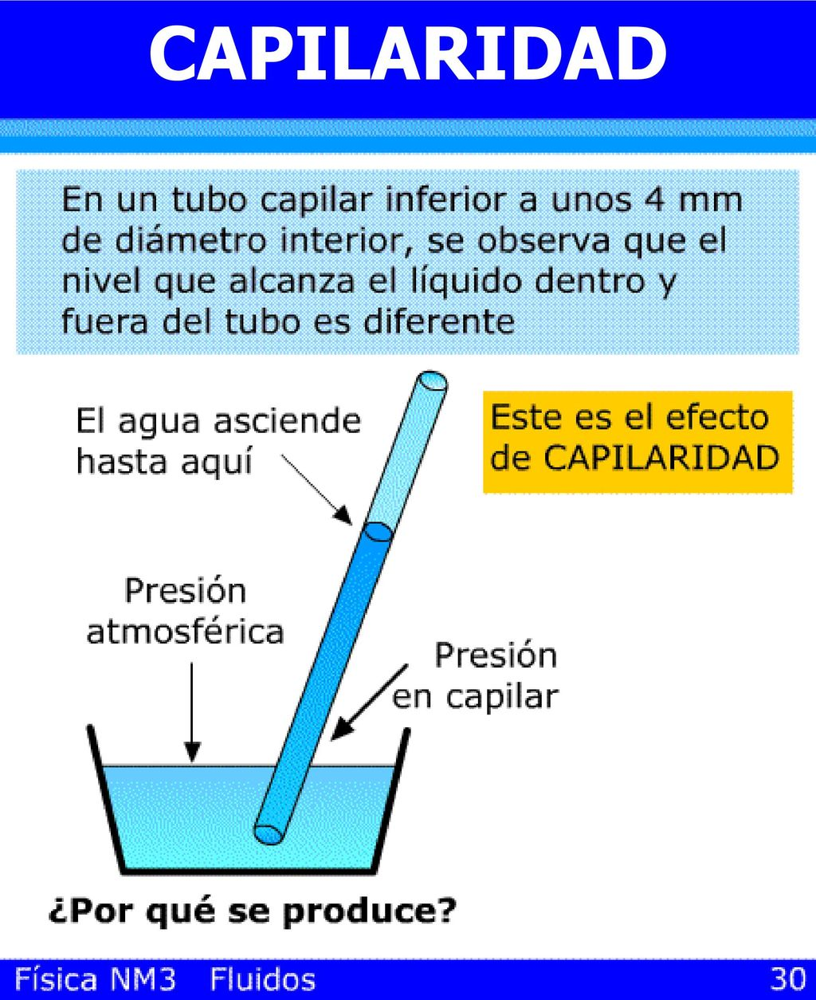 CAPILARIDAD
En un tubo capilar inferior a unos 4 mm
de diámetro interior, se observa que el
nivel que alcanza el líquido dentro y
fuera del tubo es diferente
El agua asciende
hasta aquí
Este es el efecto
de CAPILARIDAD
Presión
atmosférica
Presión
en capilar
¿Por qué se produce?
Física NM3 Fluidos 30